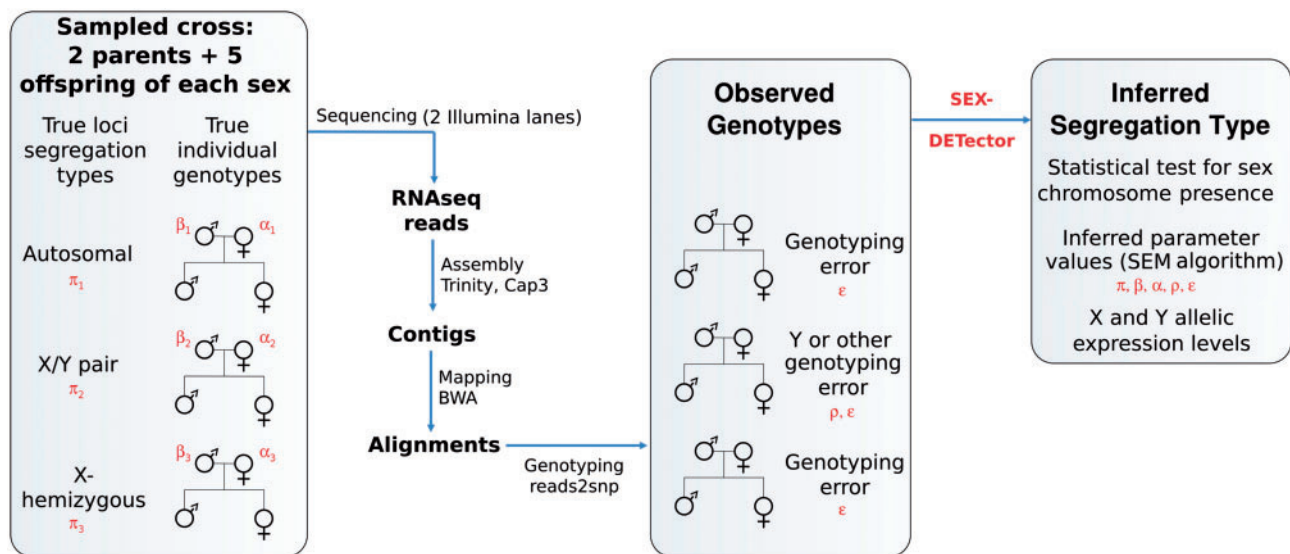 Sampled cross:
2 parents + 5
offspring of each sex
True loci
segregation
types
True
individual
genotypes
Autosomal
π₁
β₁
α₁
X/Y pair
π₂
β₂
α₂
X-
hemizygous
π₃
β₃
α₃
Sequencing (2 Illumina lanes)
RNAseq
reads
Assembly
Trinity, Cap3
Contigs
Mapping
BWA
Alignments
Genotyping
reads2snp
Observed
Genotypes
Genotyping
error
ε
Y or other
genotyping
error
ρ, ε
Genotyping
error
ε
SEX-
DETector
Inferred
Segregation Type
Statistical test for sex
chromosome presence
Inferred parameter
values (SEM algorithm)
π, β, α, ρ, ε
X and Y allelic
expression levels